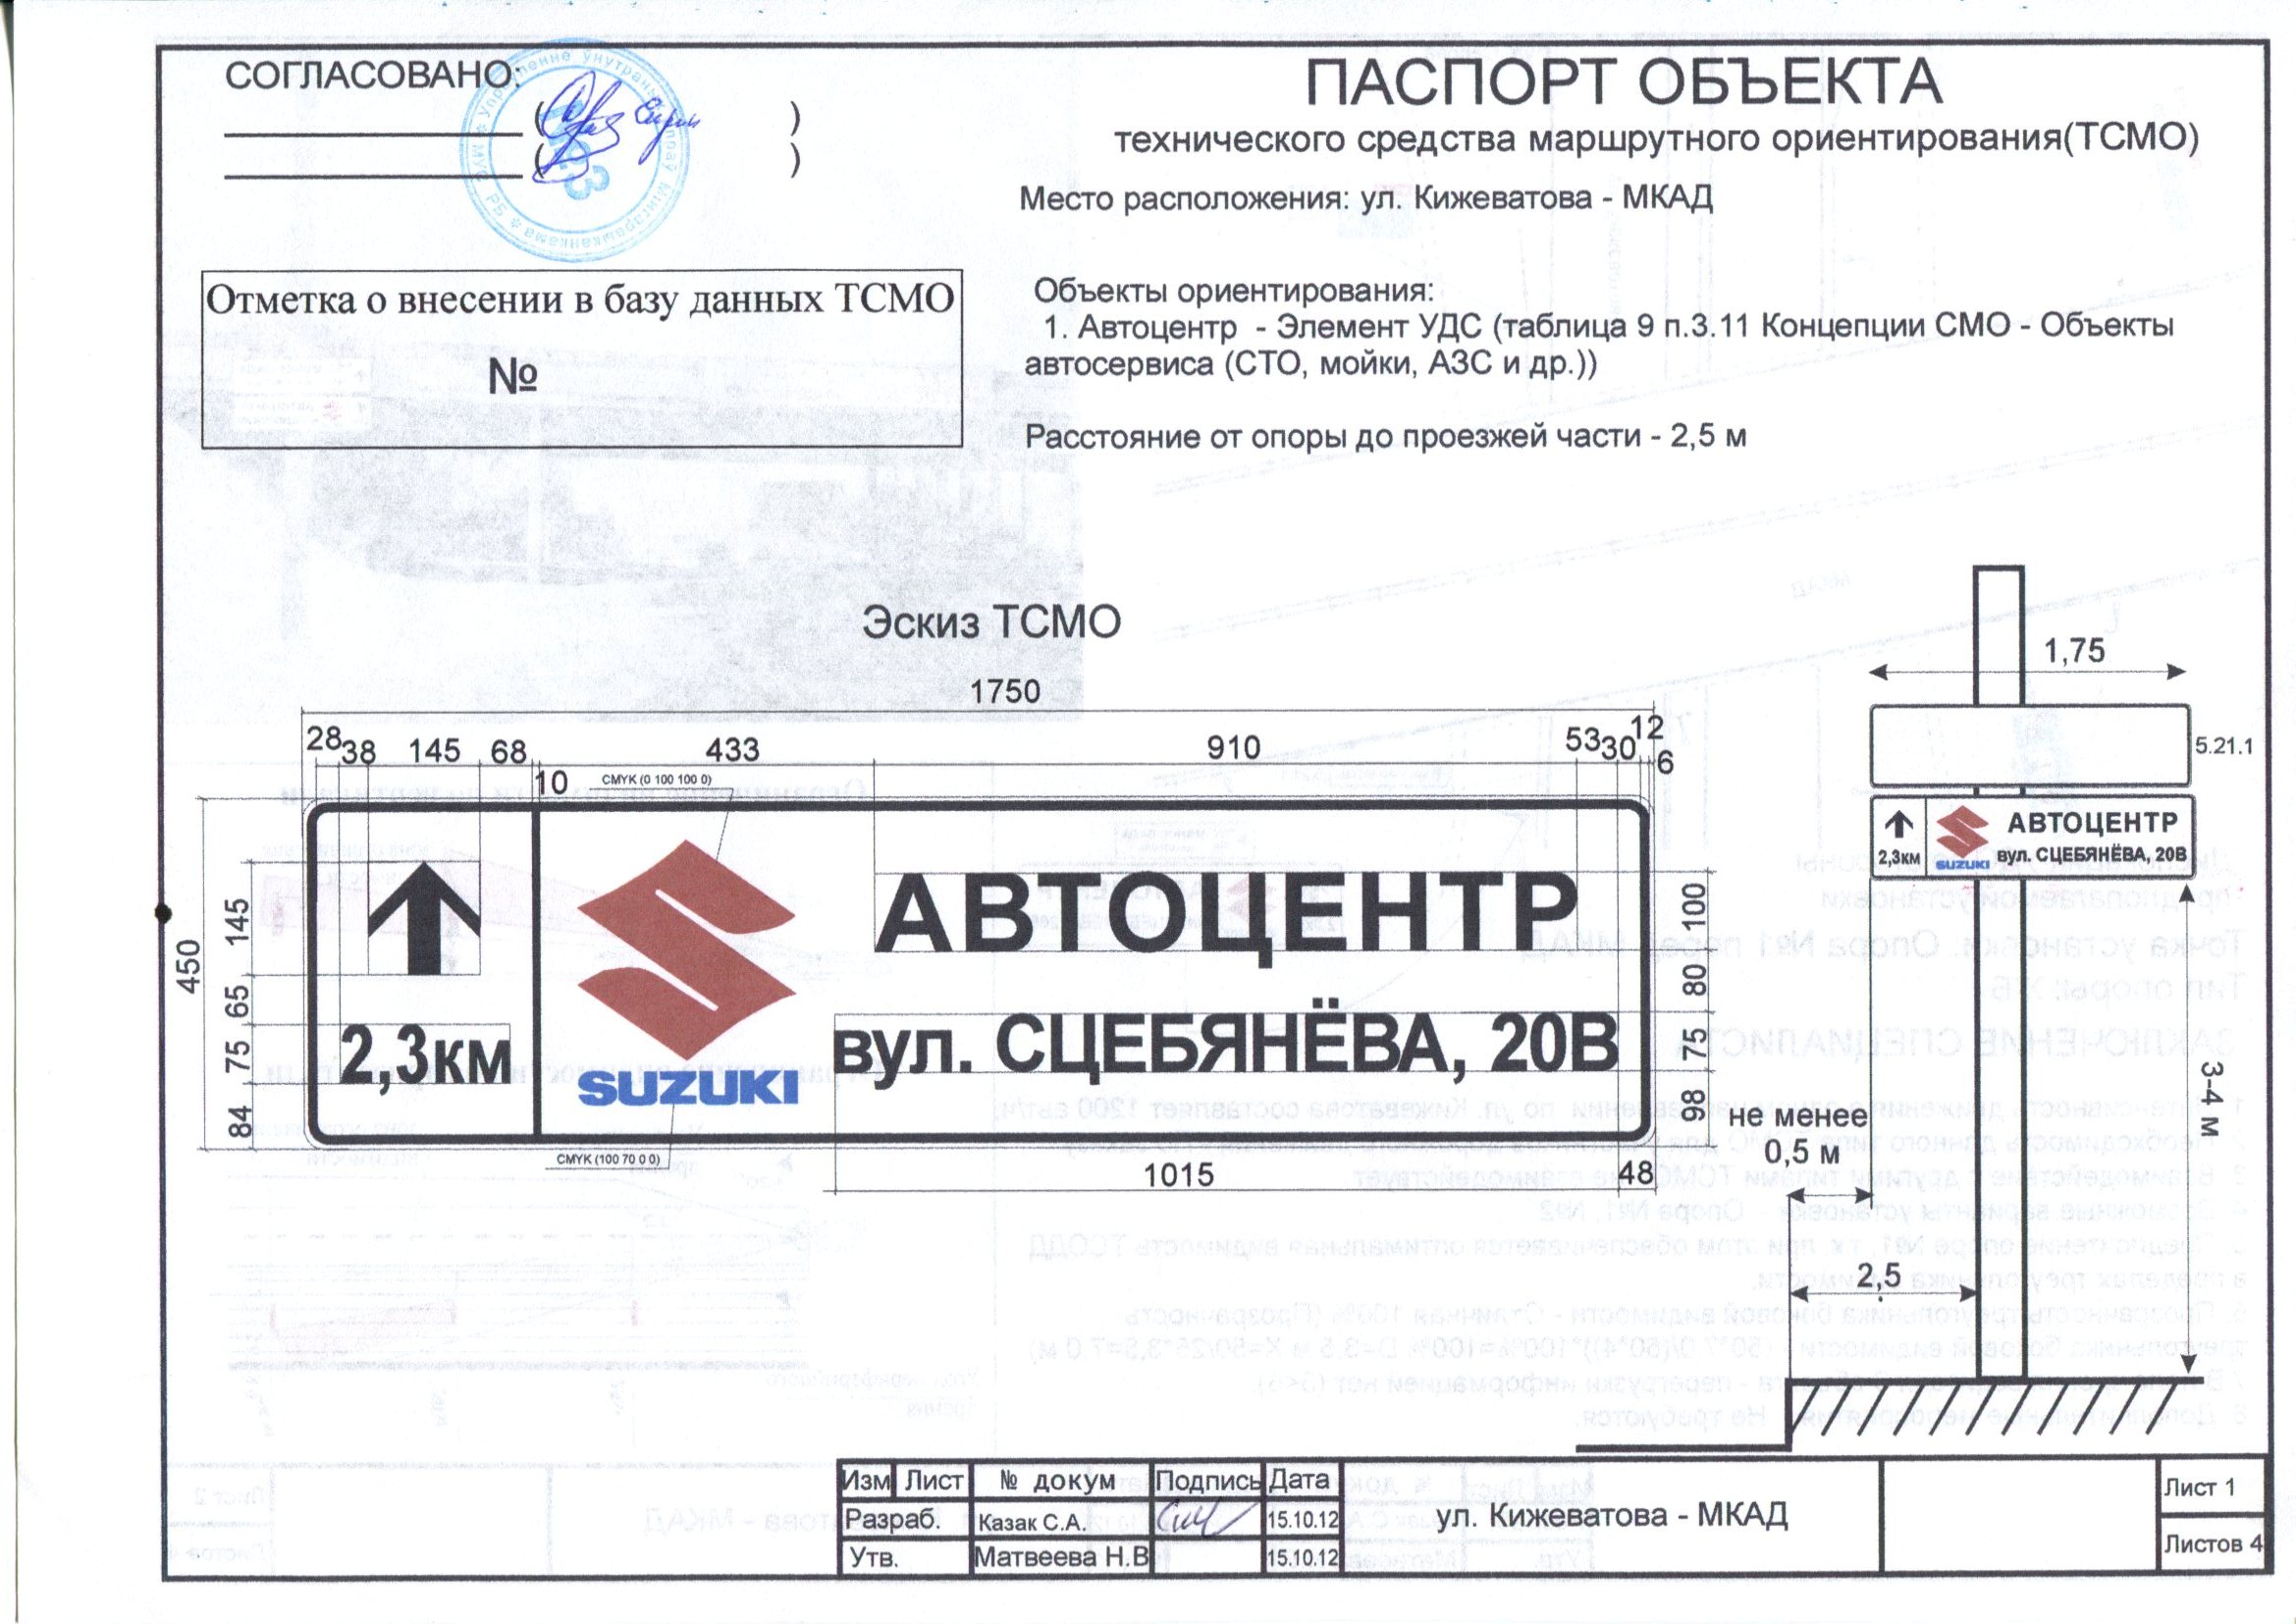 СОГЛАСОВАНО:
ПАСПОРТ ОБЪЕКТА
технического средства маршрутного ориентирования(ТСМО)
Место расположения: ул. Кижеватова - МКАД
Отметка о внесении в базу данных ТСМО
№
Объекты ориентирования:
1. Автоцентр - Элемент УДС (таблица 9 п.3.11 Концепции СМО - Объекты
автосервиса (СТО, мойки, АЗС и др.))
Расстояние от опоры до проезжей части - 2,5 м
Эскиз ТСМО
1750
28 38 145 68 10 433 910 53 30 12 6
CMYK (0 100 100 0)
450
145 65 75 84
2,3км
SUZUKI
АВТОЦЕНТР
вул. СЦЕБЯНЁВА, 20В
100 80 75 98
CMYK (100 70 0 0)
1015 48
1,75
5.21.1
2,3км
SUZUKI
АВТОЦЕНТР
вул. СЦЕБЯНЁВА, 20В
не менее
0,5 м
2,5
3-4 м
Изм Лист № докум Подпись Дата
Разраб. Казак С.А. 15.10.12
Утв. Матвеева Н.В 15.10.12
ул. Кижеватова - МКАД
Лист 1
Листов 4